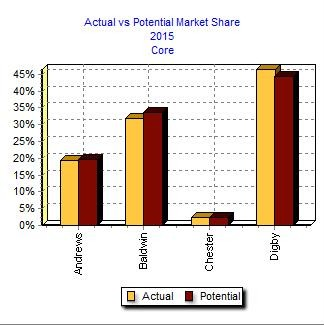 Actual vs Potential Market Share
2015
Core
45%
40%
35%
30%
25%
20%
15%
10%
5%
0%
Andrews
Baldwin
Chester
Digby
Actual
Potential